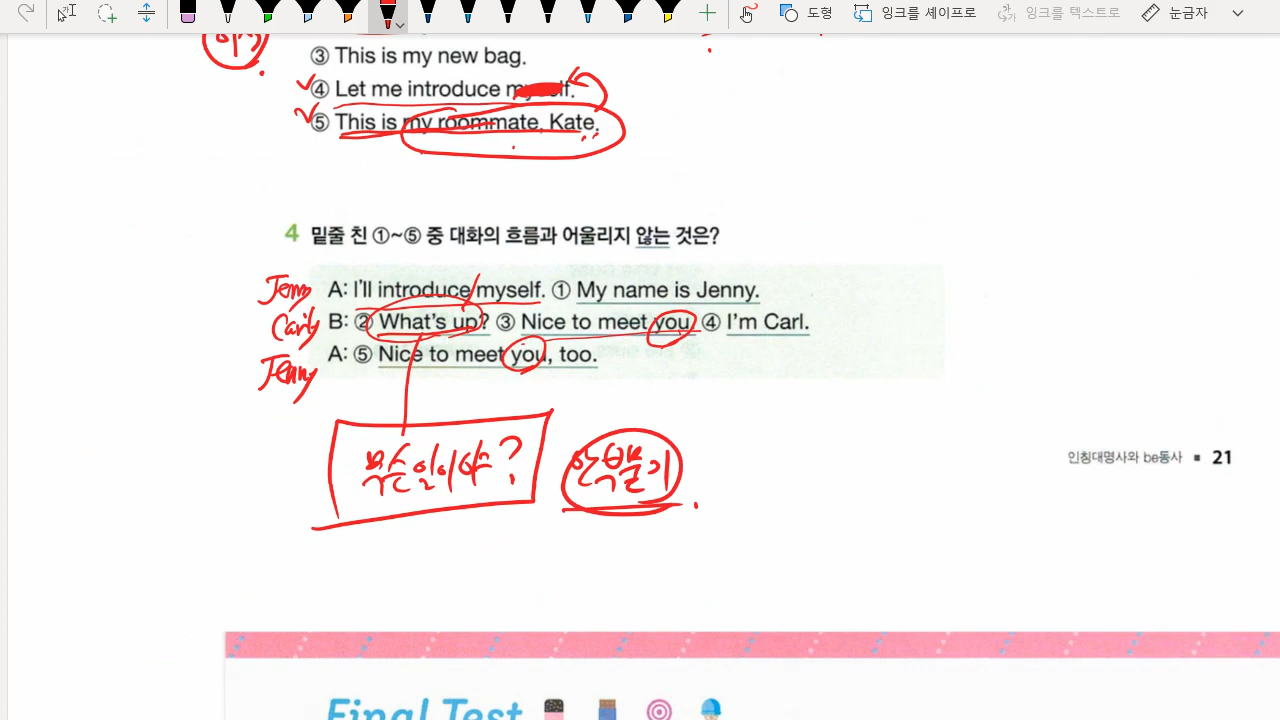 도형 잉크를 셰이프로 잉크를 텍스트로 눈금자
③ This is my new bag.
④ Let me introduce myself.
⑤ This is my roommate, Kate.
4 밑줄 친 ①~⑤ 중 대화의 흐름과 어울리지 않는 것은?
Jenny A: I'll introduce myself. ① My name is Jenny.
B: ② What's up? ③ Nice to meet you. ④ I'm Carl.
Jenny A: ⑤ Nice to meet you, too.
무슨일이야? 안부묻기.
인칭대명사와 be동사 ■ 21
Final Test